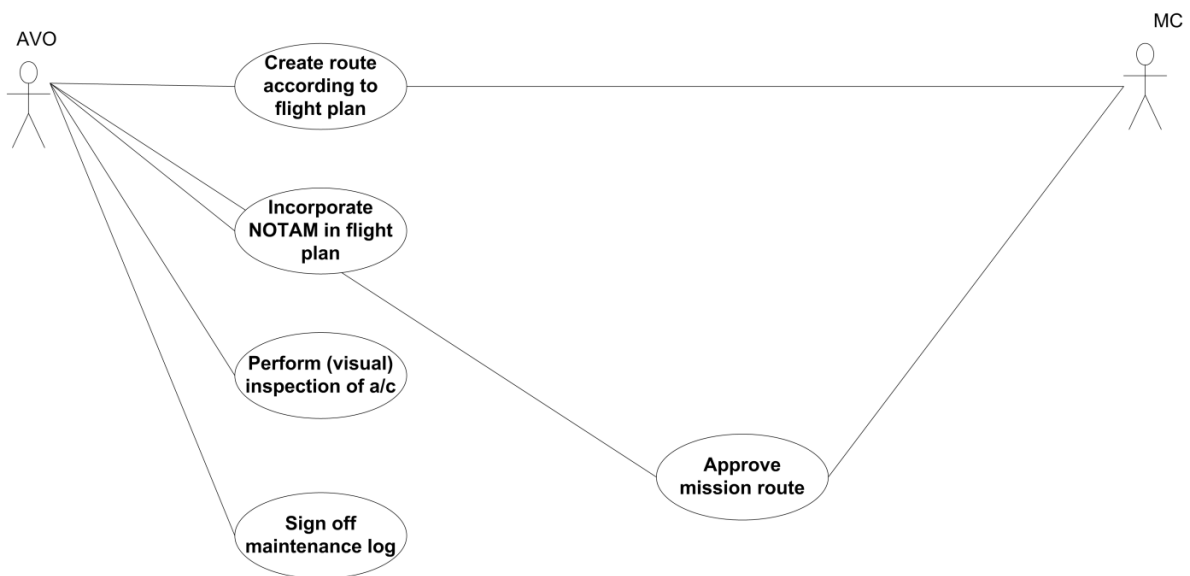 AVO
MC
Create route
according to
flight plan
Incorporate
NOTAM in flight
plan
Perform (visual)
inspection of a/c
Approve
mission route
Sign off
maintenance log